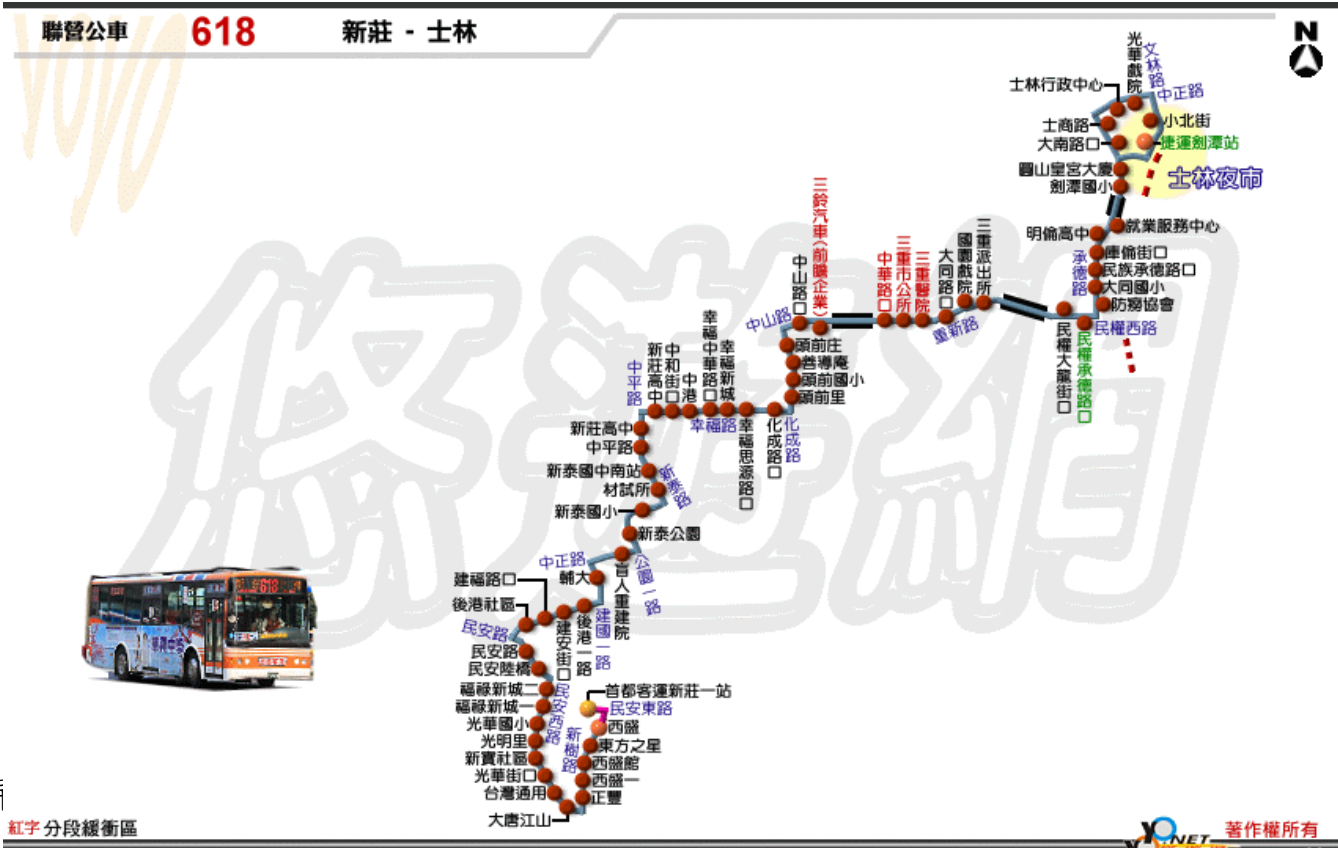 聯營公車 618 新莊 - 士林
N
光華戲院
文林路
士林行政中心
中正路
士商路
小北街
大南路口
捷運劍潭站
圓山皇宮大廈
士林夜市
劍潭國小
就業服務中心
明倫高中
庫倫街口
承德路
民族承德路口
大同國小
防癆協會
民權西路
民權大龍街口
民權承德路口
三重派出所
國園戲院
大同路口
重新路
三重醫院
三重市公所
中華路口
三鈴汽車(前瞻企業)
中山路口
中山路
頭前庄
善導庵
頭前國小
頭前里
化成路
化成路口
幸福思源路口
幸福新城
幸福中華路口
幸福路
中港
中和街口
新莊高中
中平路
新莊高中
中平路
新泰國中南站
新泰路
材試所
新泰國小
新泰公園
公園一路
盲人重建院
中正路
輔大
建國一路
後港一路
建安街口
建福路口
後港社區
民安路
民安路
民安陸橋
福祿新城二
民安西路
福祿新城一
光華國小
光明里
新寶社區
光華街口
台灣通用
大唐江山
首都客運新莊一站
民安東路
西盛
新樹路
東方之星
西盛館
西盛一
正豐
618
紅字 分段緩衝區
YO.NET
著作權所有
悠遊網
yoyo